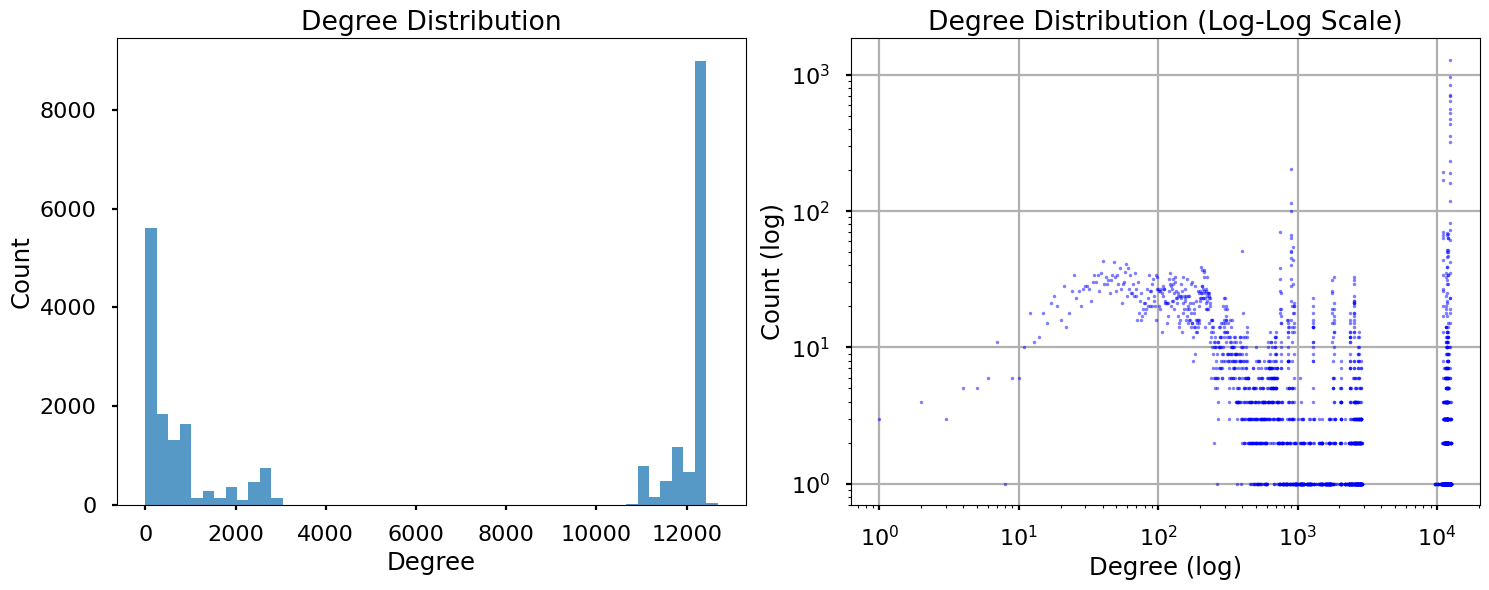 Degree Distribution
8000
6000
4000
2000
0
Count
0 2000 4000 6000 8000 10000 12000
Degree
Degree Distribution (Log-Log Scale)
10³
10²
10¹
10⁰
Count (log)
10⁰ 10¹ 10² 10³ 10⁴
Degree (log)